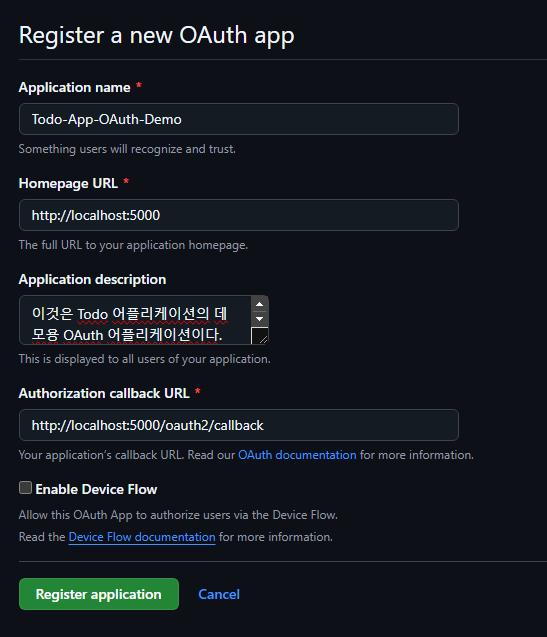 Register a new OAuth app
Application name *
Todo-App-OAuth-Demo
Something users will recognize and trust.
Homepage URL *
http://localhost:5000
The full URL to your application homepage.
Application description
이것은 Todo 어플리케이션의 데
모용 OAuth 어플리케이션이다.
This is displayed to all users of your application.
Authorization callback URL *
http://localhost:5000/oauth2/callback
Your application's callback URL. Read our OAuth documentation for more information.
Enable Device Flow
Allow this OAuth App to authorize users via the Device Flow.
Read the Device Flow documentation for more information.
Register application Cancel